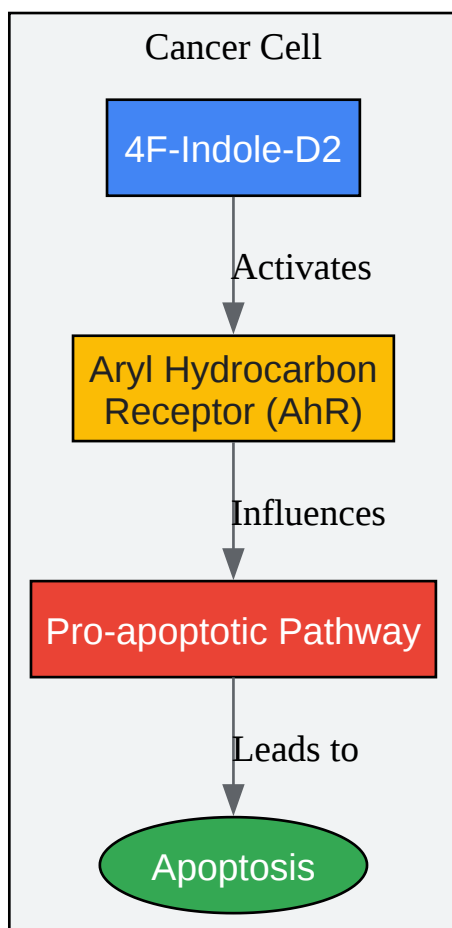 Cancer Cell
4F-Indole-D2
Activates
Aryl Hydrocarbon
Receptor (AhR)
Influences
Pro-apoptotic Pathway
Leads to
Apoptosis